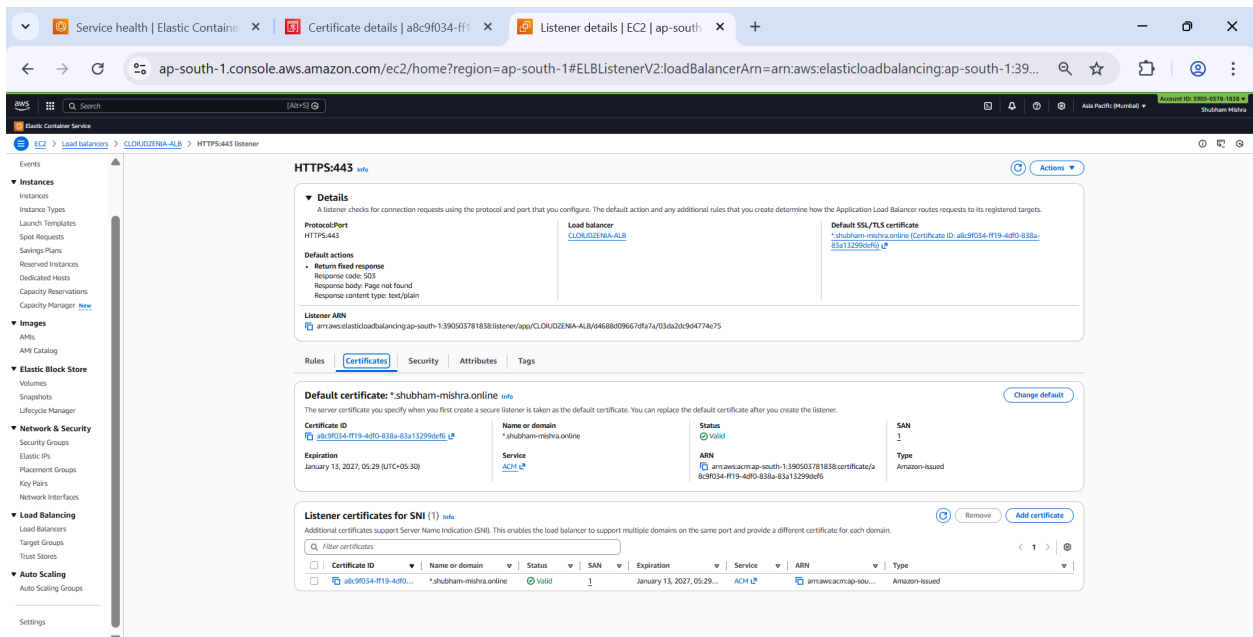 Service health | Elastic Containe
Certificate details | a8c9f034-ff1
Listener details | EC2 | ap-south
ap-south-1.console.aws.amazon.com/ec2/home?region=ap-south-1#ELBListenerV2:loadBalancerArn=arn:aws:elasticloadbalancing:ap-south-1:39...
aws Search [Alt+S] Asia Pacific (Mumbai) Account ID: 3905-0378-1838
Shubham Mishra
Elastic Container Service
EC2 > Load balancers > CLOIUDZENIA-ALB > HTTPS:443 listener
Events
Instances
Instances
Instance Types
Launch Templates
Spot Requests
Savings Plans
Reserved Instances
Dedicated Hosts
Capacity Reservations
Capacity Manager New
Images
AMIs
AMI Catalog
Elastic Block Store
Volumes
Snapshots
Lifecycle Manager
Network & Security
Security Groups
Elastic IPs
Placement Groups
Key Pairs
Network Interfaces
Load Balancing
Load Balancers
Target Groups
Trust Stores
Auto Scaling
Auto Scaling Groups
Settings
HTTPS:443 Info
Actions
Details
A listener checks for connection requests using the protocol and port that you configure. The default action and any additional rules that you create determine how the Application Load Balancer routes requests to its registered targets.
Protocol:Port
HTTPS:443
Load balancer
CLOIUDZENIA-ALB
Default SSL/TLS certificate
*.shubham-mishra.online (Certificate ID: a8c9f034-ff19-4df0-838a-
83a13299def6)
Default actions
• Return fixed response
Response code: 503
Response body: Page not found
Response content type: text/plain
Listener ARN
arn:aws:elasticloadbalancing:ap-south-1:390503781838:listener/app/CLOIUDZENIA-ALB/d4688d09667dfa7a/03da2dc9d4774e75
Rules Certificates Security Attributes Tags
Default certificate: *.shubham-mishra.online Info
Change default
The server certificate you specify when you first create a secure listener is taken as the default certificate. You can replace the default certificate after you create the listener.
Certificate ID
a8c9f034-ff19-4df0-838a-83a13299def6
Name or domain
*.shubham-mishra.online
Status
Valid
SAN
1
Expiration
January 13, 2027, 05:29 (UTC+05:30)
Service
ACM
ARN
arn:aws:acm:ap-south-1:390503781838:certificate/a
8c9f034-ff19-4df0-838a-83a13299def6
Type
Amazon-issued
Listener certificates for SNI (1) Info
Remove Add certificate
Additional certificates support Server Name Indication (SNI). This enables the load balancer to support multiple domains on the same port and provide a different certificate for each domain.
Filter certificates
< 1 >
Certificate ID Name or domain Status SAN Expiration Service ARN Type
a8c9f034-ff19-4df0... *.shubham-mishra.online Valid 1 January 13, 2027, 05:29... ACM arn:aws:acm:ap-sou... Amazon-issued